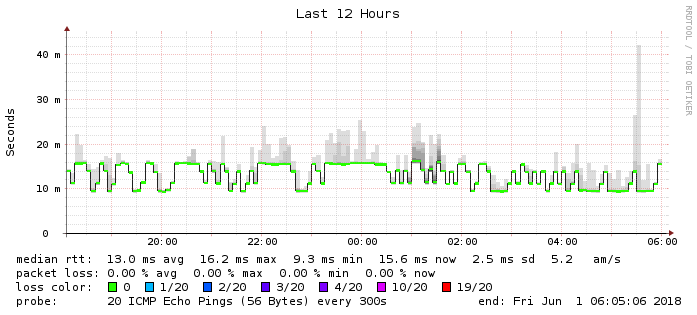 Last 12 Hours
RRDTOOL / TOBI OETIKER
Seconds
40 m
30 m
20 m
10 m
0
20:00 22:00 00:00 02:00 04:00 06:00
median rtt: 13.0 ms avg 16.2 ms max 9.3 ms min 15.6 ms now 2.5 ms sd 5.2 am/s
packet loss: 0.00 % avg 0.00 % max 0.00 % min 0.00 % now
loss color: 0 1/20 2/20 3/20 4/20 10/20 19/20
probe: 20 ICMP Echo Pings (56 Bytes) every 300s end: Fri Jun 1 06:05:06 2018